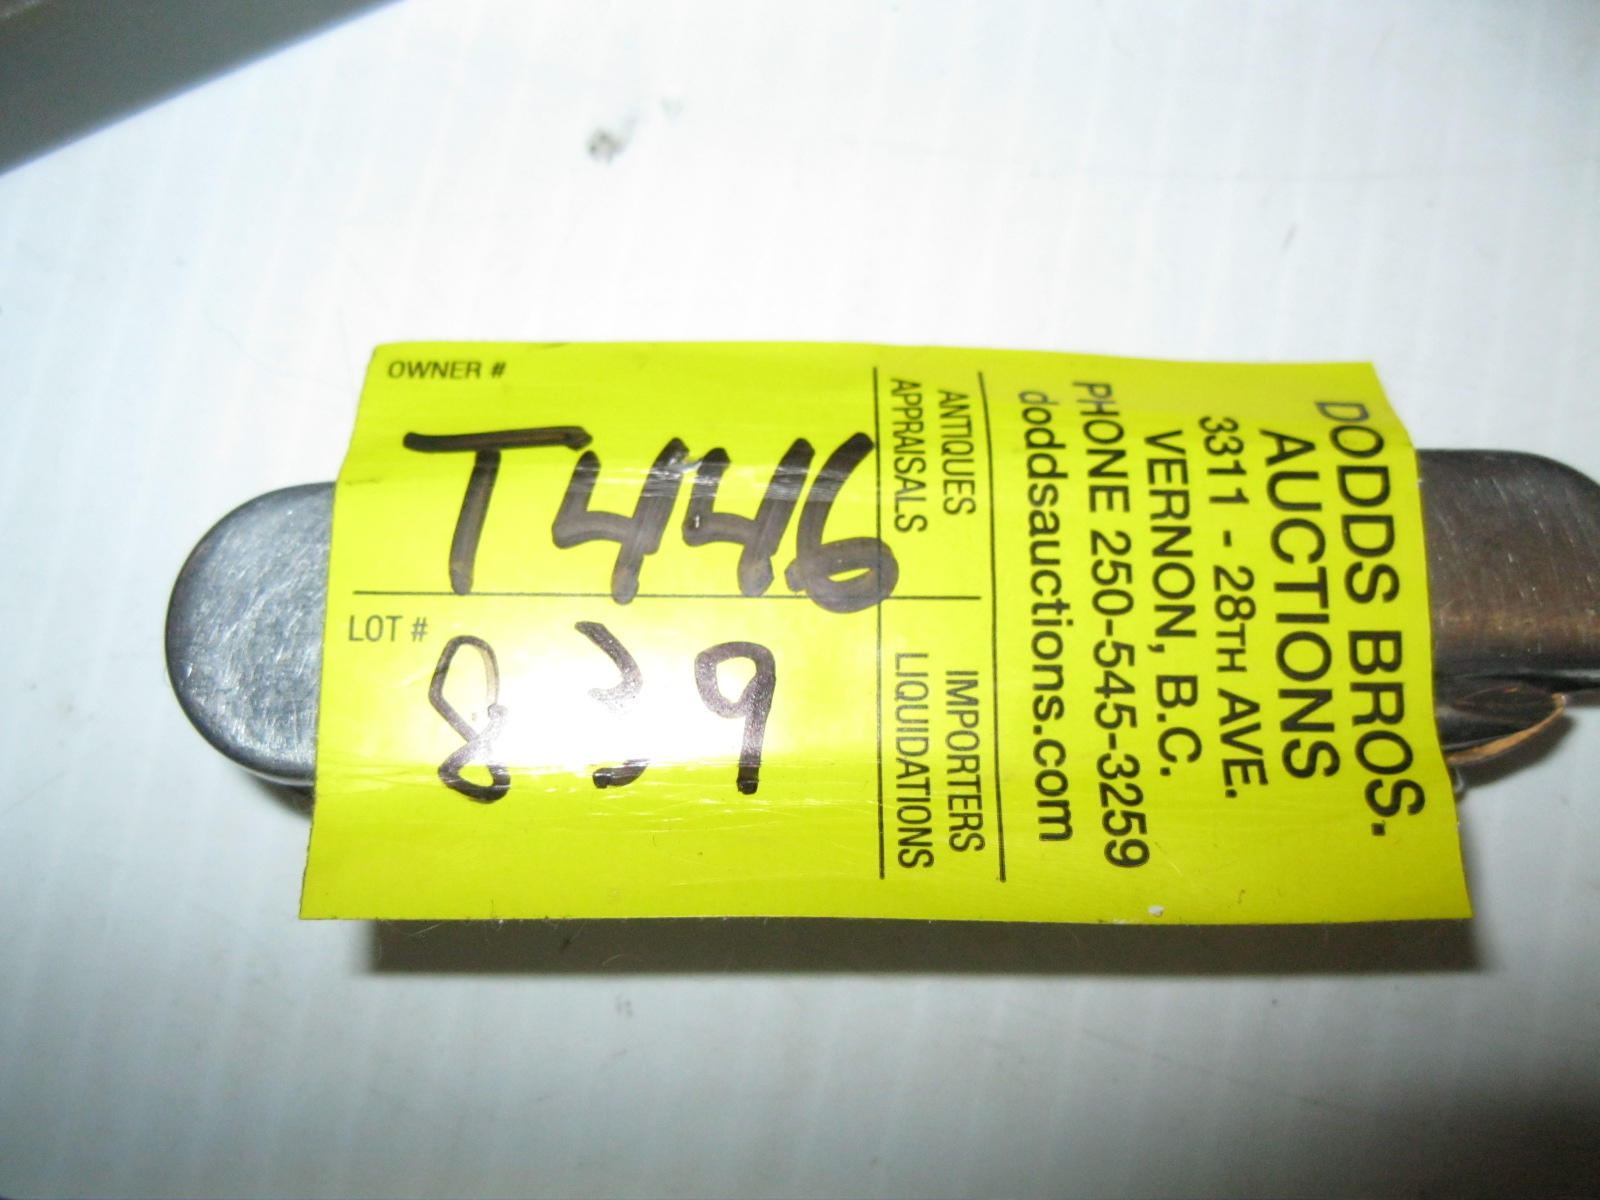 OWNER #
T446
LOT #
839
ANTIQUES
APPRAISALS
IMPORTERS
LIQUIDATIONS
DODDS BROS.
AUCTIONS
3311 - 28TH AVE.
VERNON, B.C.
PHONE 250-545-3259
doddsauctions.com